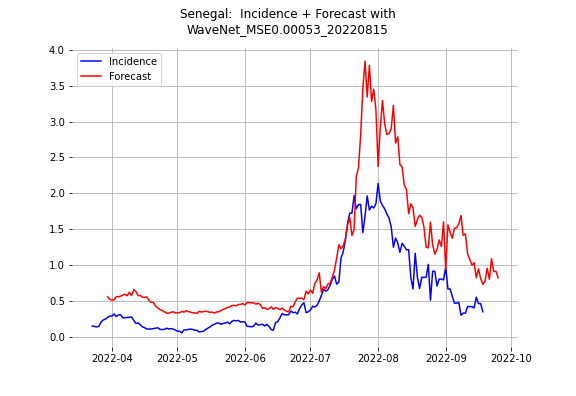 Senegal:  Incidence + Forecast with
WaveNet_MSE0.00053_20220815
Incidence
Forecast
4.0
3.5
3.0
2.5
2.0
1.5
1.0
0.5
0.0
2022-04 2022-05 2022-06 2022-07 2022-08 2022-09 2022-10